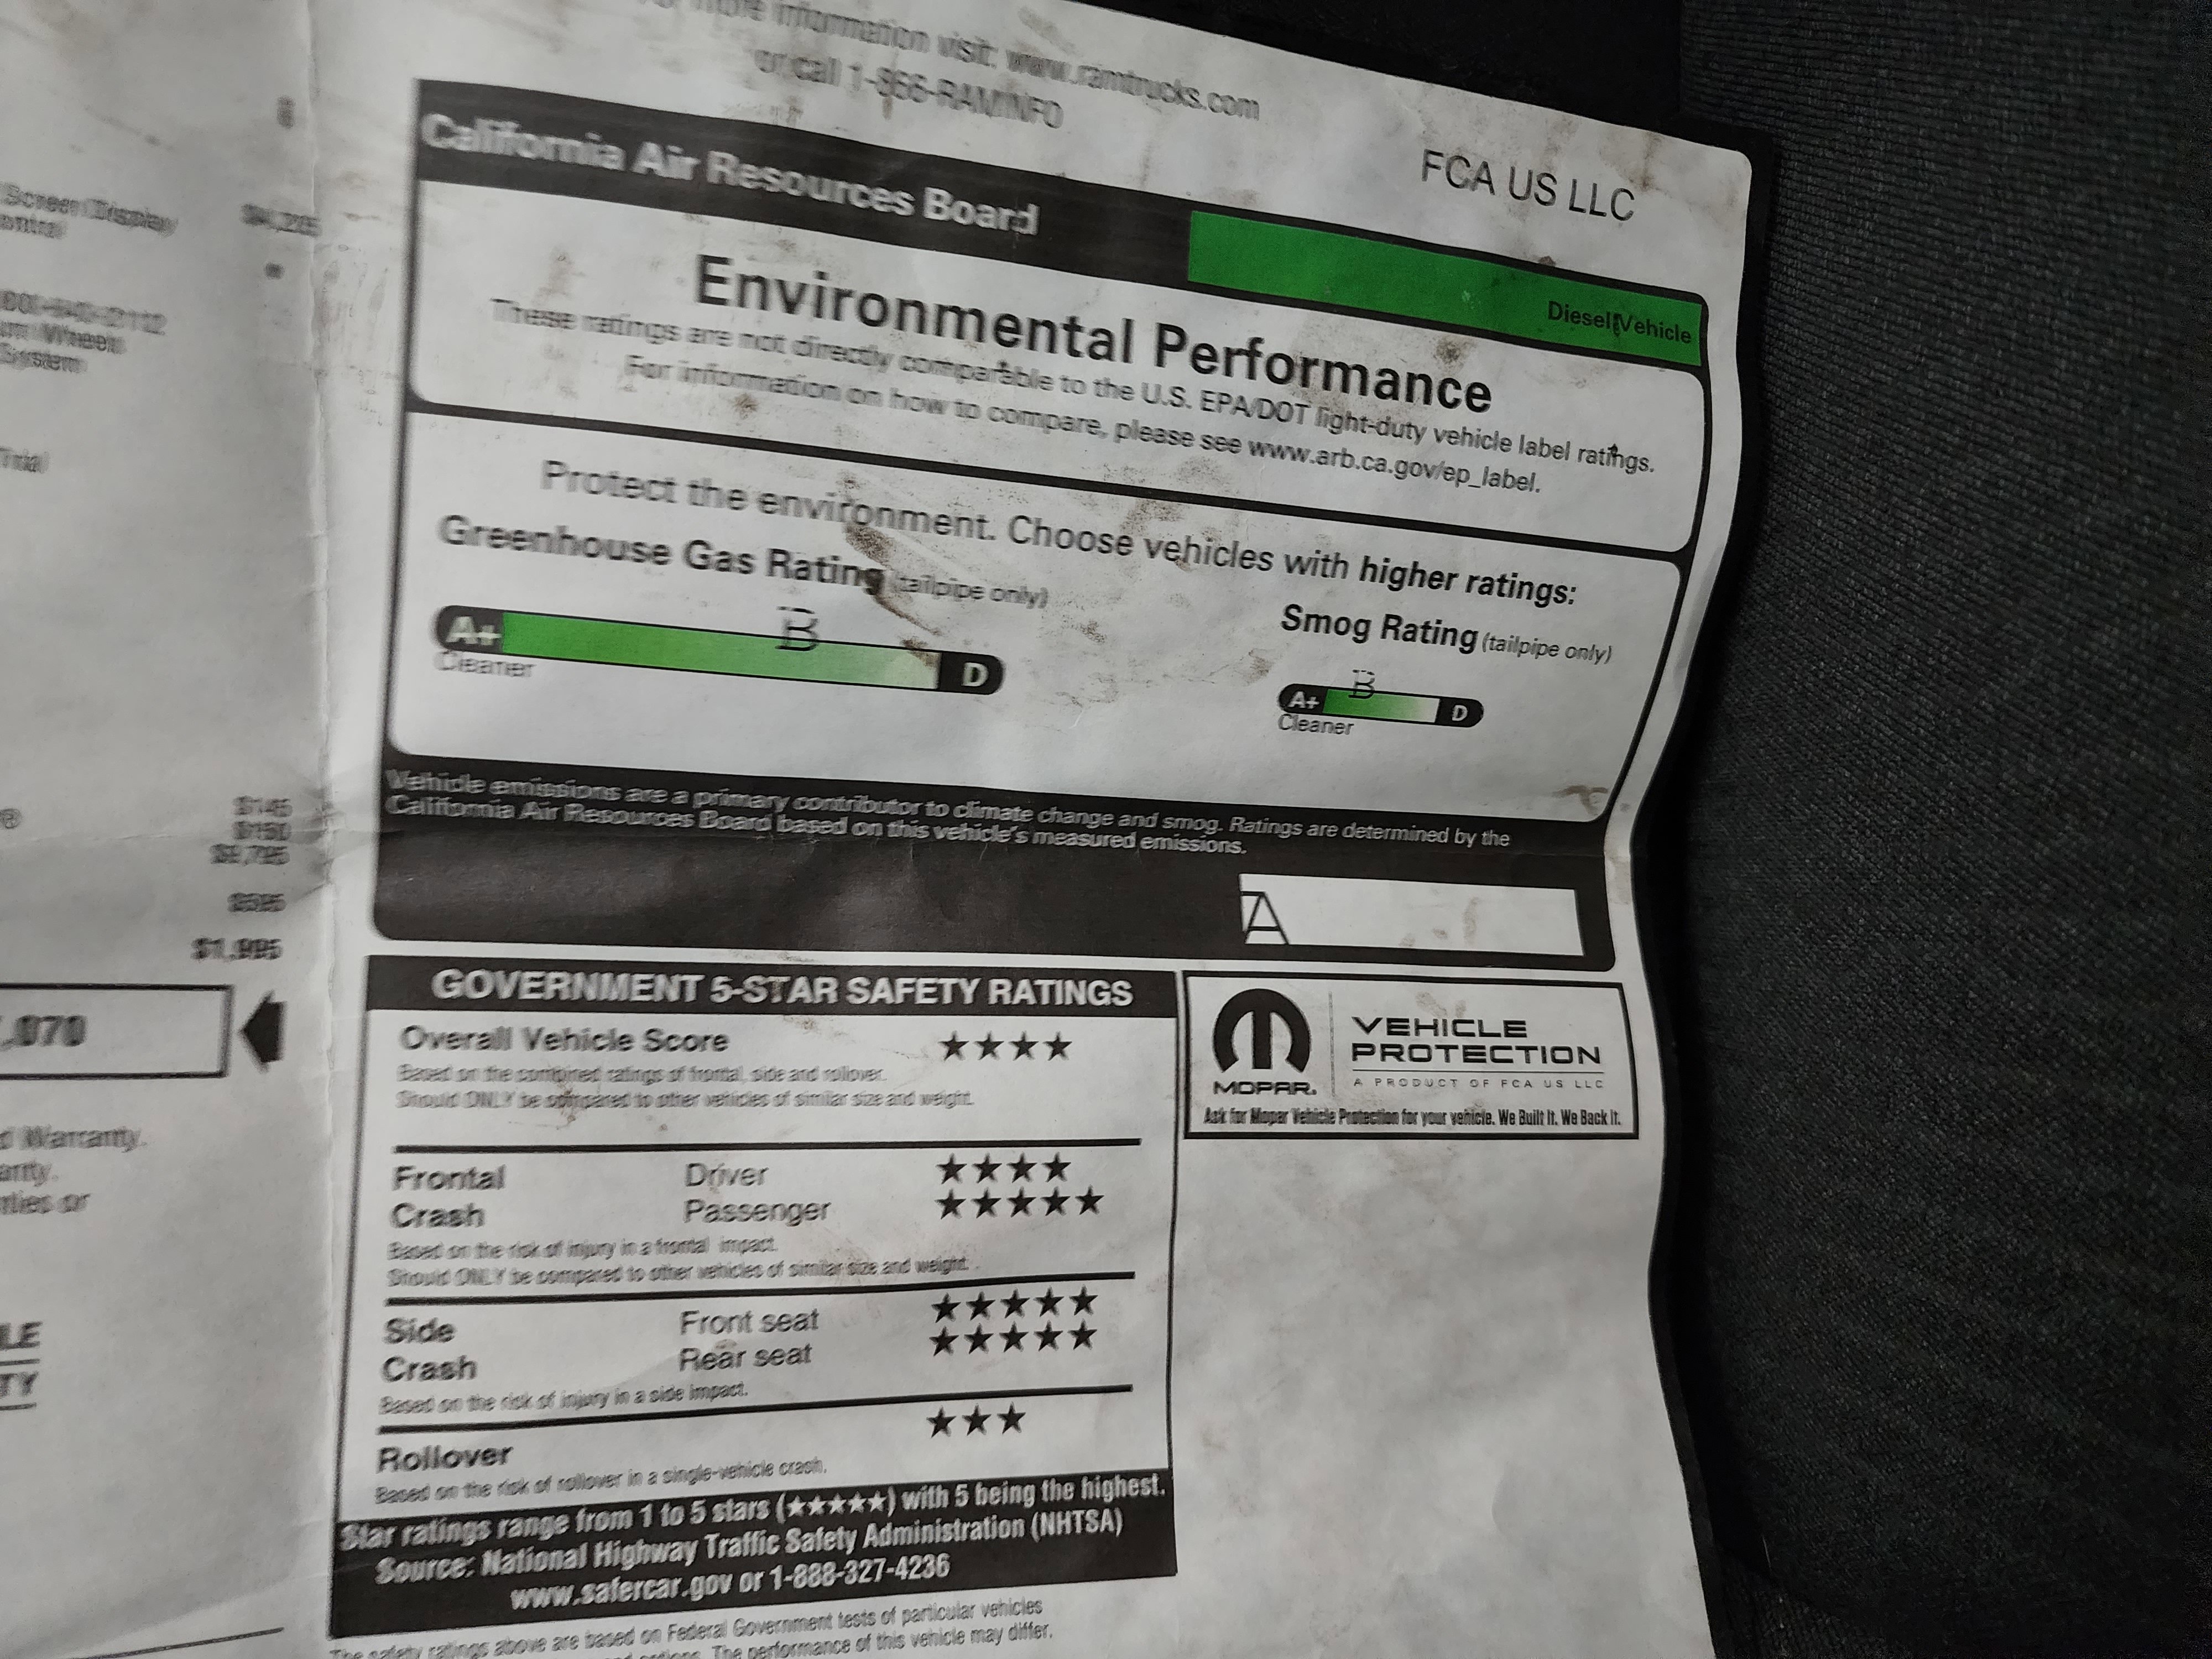 more information visit: www.ramtrucks.com
or call 1-866-RAMINFO
FCA US LLC
California Air Resources Board
Diesel Vehicle
Environmental Performance
These ratings are not directly comparable to the U.S. EPA/DOT light-duty vehicle label ratings.
For information on how to compare, please see www.arb.ca.gov/ep_label.
Protect the environment. Choose vehicles with higher ratings:
Greenhouse Gas Rating (tailpipe only)
B
A+ D
Cleaner
Smog Rating (tailpipe only)
B
A+ D
Cleaner
Vehicle emissions are a primary contributor to climate change and smog. Ratings are determined by the
California Air Resources Board based on this vehicle's measured emissions.
A
GOVERNMENT 5-STAR SAFETY RATINGS
Overall Vehicle Score ★★★★
Based on the combined ratings of frontal, side and rollover.
Should ONLY be compared to other vehicles of similar size and weight.
Frontal Driver ★★★★
Crash Passenger ★★★★★
Based on the risk of injury in a frontal impact.
Should ONLY be compared to other vehicles of similar size and weight.
Side Front seat ★★★★★
Crash Rear seat ★★★★★
Based on the risk of injury in a side impact.
Rollover ★★★
Based on the risk of rollover in a single-vehicle crash.
Star ratings range from 1 to 5 stars (★★★★★) with 5 being the highest.
Source: National Highway Traffic Safety Administration (NHTSA)
www.safercar.gov or 1-888-327-4236
The safety ratings above are based on Federal Government tests of particular vehicles
The performance of this vehicle may differ.
MOPAR.
VEHICLE
PROTECTION
A PRODUCT OF FCA US LLC
Ask for Mopar Vehicle Protection for your vehicle. We Built It. We Back It.
Screen Display
Wheels
System
$145
$595
$1,995
,070
Warranty.
or